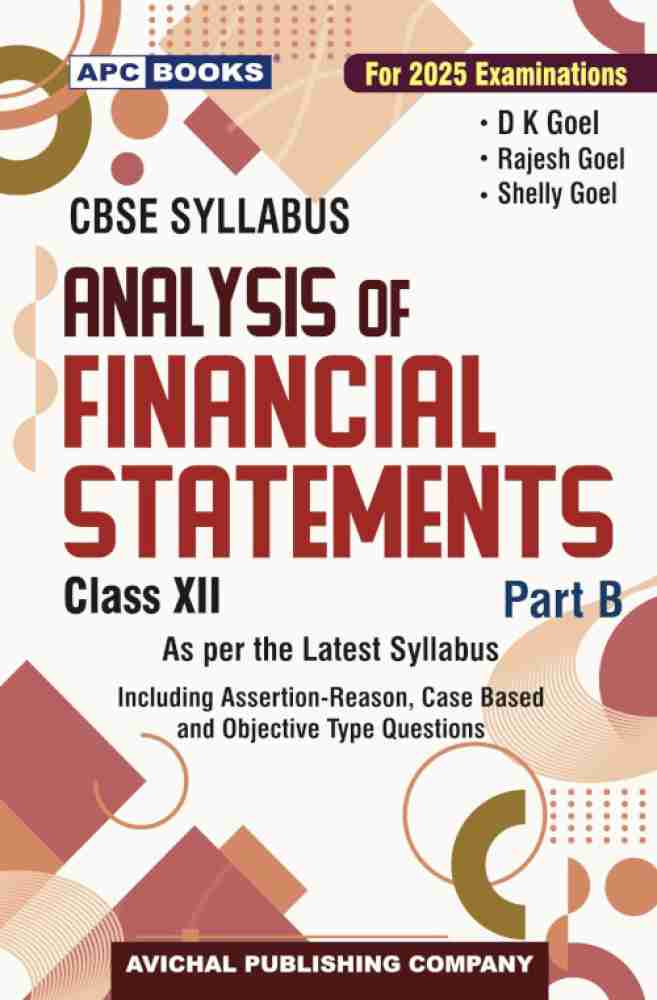 APC BOOKS
For 2025 Examinations
• D K Goel
• Rajesh Goel
• Shelly Goel
CBSE SYLLABUS
ANALYSIS OF
FINANCIAL
STATEMENTS
Class XII
Part B
As per the Latest Syllabus
Including Assertion-Reason, Case Based
and Objective Type Questions
AVICHAL PUBLISHING COMPANY